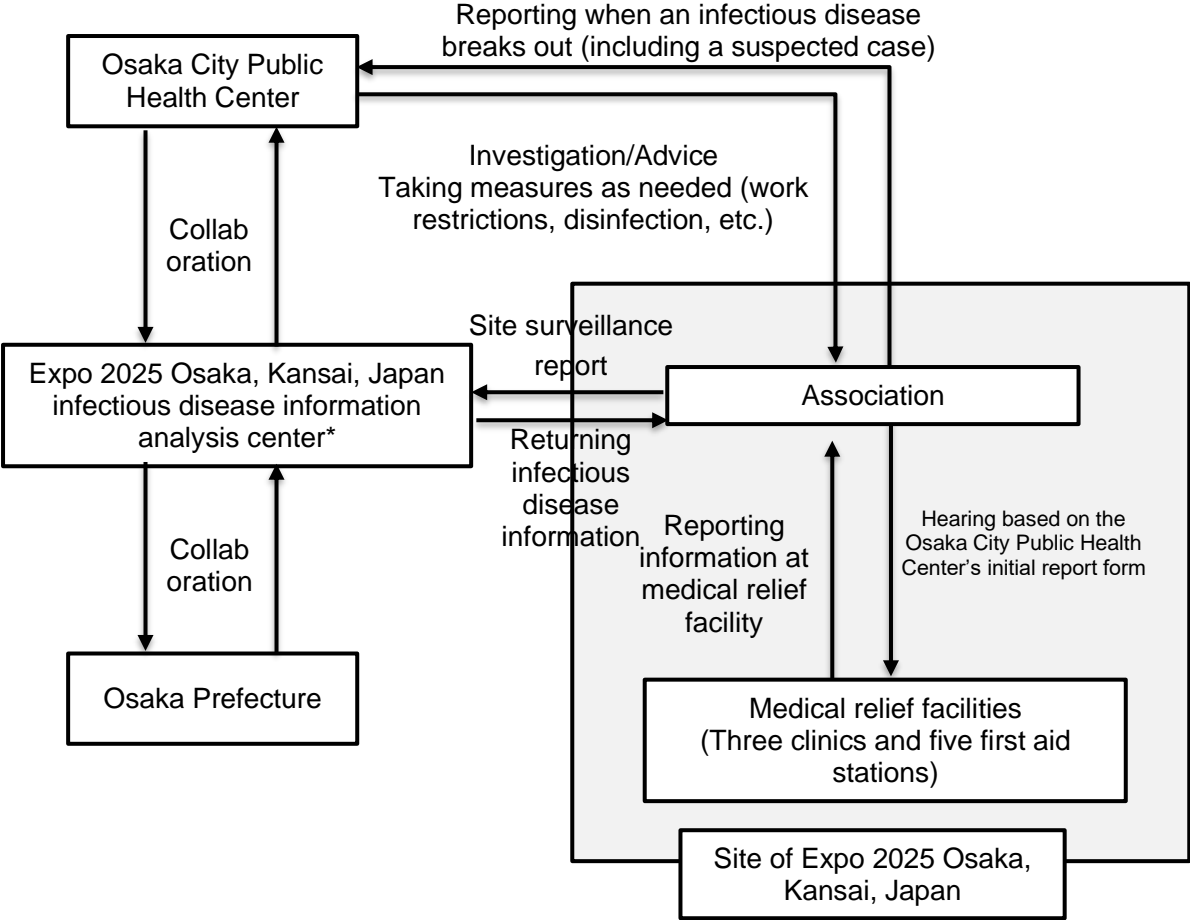 Reporting when an infectious disease
breaks out (including a suspected case)
Osaka City Public
Health Center
Investigation/Advice
Taking measures as needed (work
restrictions, disinfection, etc.)
Collab
oration
Site surveillance
report
Expo 2025 Osaka, Kansai, Japan
infectious disease information
analysis center*
Association
Returning
infectious
disease
information
Reporting
information at
medical relief
facility
Hearing based on the
Osaka City Public Health
Center’s initial report form
Collab
oration
Osaka Prefecture
Medical relief facilities
(Three clinics and five first aid
stations)
Site of Expo 2025 Osaka,
Kansai, Japan